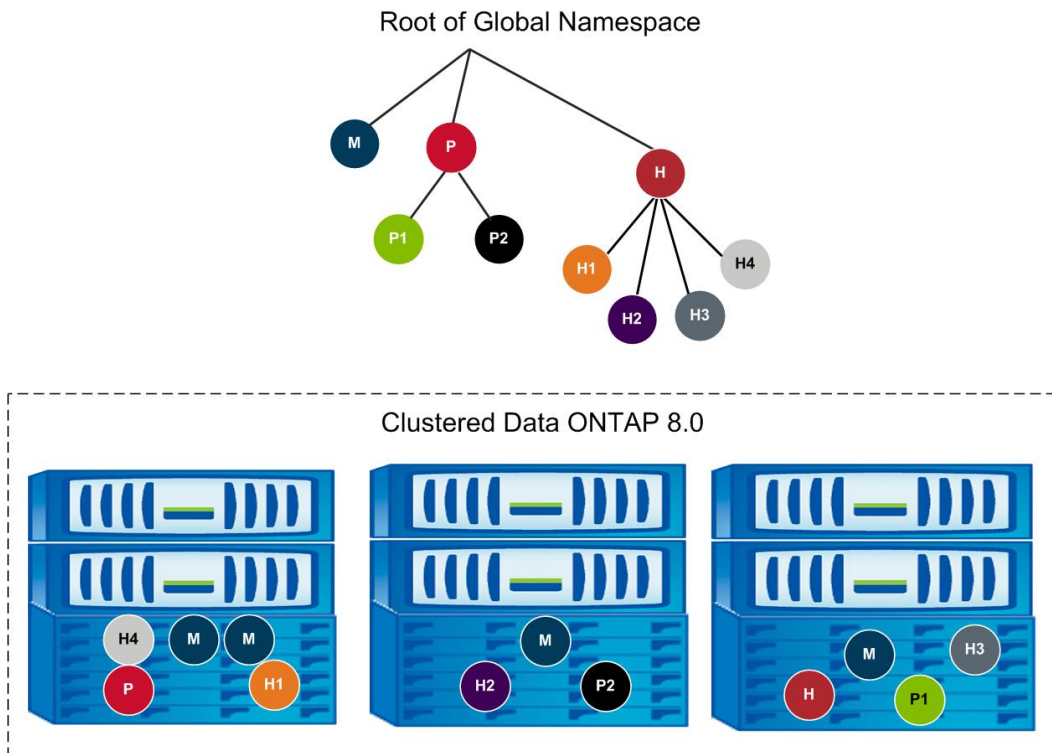 Root of Global Namespace
M
P
H
P1
P2
H1
H4
H2
H3
Clustered Data ONTAP 8.0
H4
M
M
M
M
H3
P
H1
H2
P2
H
P1